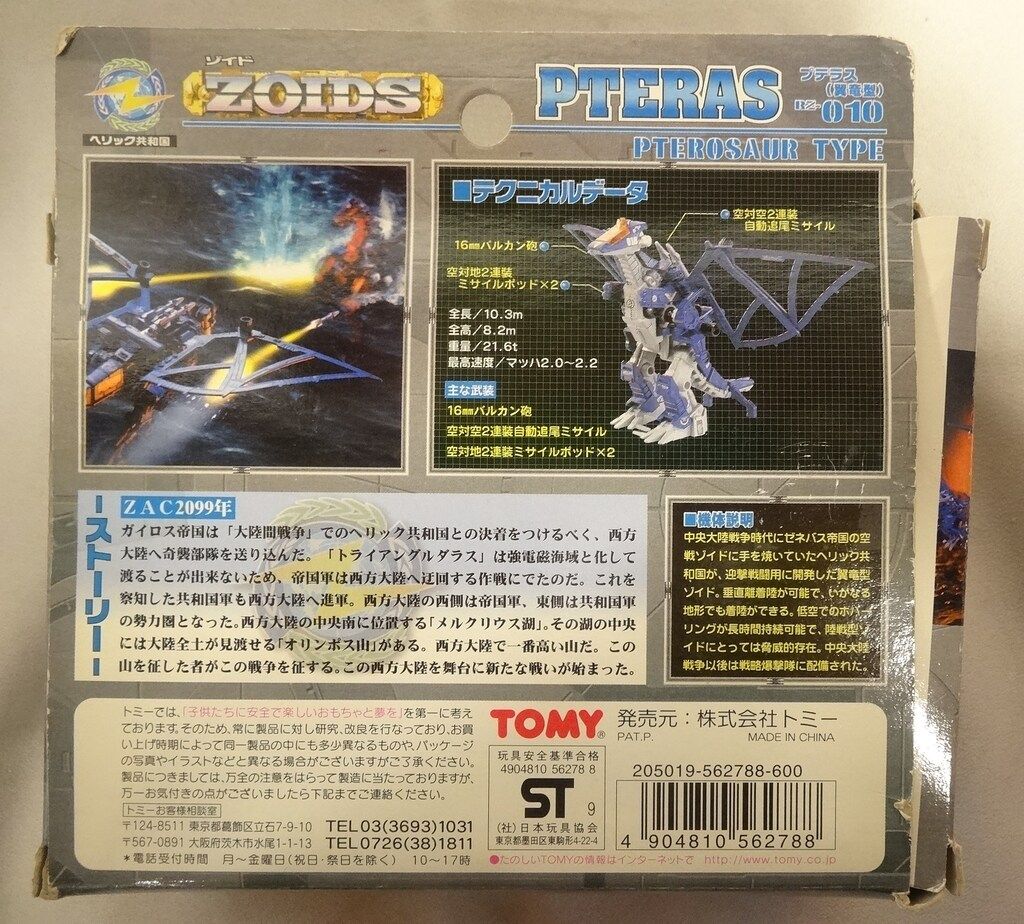 ゾイド
ZOIDS
ヘリック共和国
PTERAS
プテラス
(翼竜型)
RZ-010
PTEROSAUR TYPE
■テクニカルデータ
空対空2連装
自動追尾ミサイル
16mmバルカン砲
空対地2連装
ミサイルポッド×2
全長/10.3m
全高/8.2m
重量/21.6t
最高速度/マッハ2.0~2.2
主な武装
16mmバルカン砲
空対空2連装自動追尾ミサイル
空対地2連装ミサイルポッド×2
ストーリー
ZAC2099年
ガイロス帝国は「大陸間戦争」でのヘリック共和国との決着をつけるべく、西方
大陸へ奇襲部隊を送り込んだ。「トライアングルダラス」は強電磁海域と化して
渡ることが出来ないため、帝国軍は西方大陸へ迂回する作戦にでたのだ。これを
察知した共和国軍も西方大陸へ進軍。西方大陸の西側は帝国軍、東側は共和国軍
の勢力圏となった。西方大陸の中央南に位置する「メルクリウス湖」。その湖の中央
には大陸全土が見渡せる「オリンポス山」がある。西方大陸で一番高い山だ。この
山を征した者がこの戦争を征する。この西方大陸を舞台に新たな戦いが始まった。
■機体説明
中央大陸戦争時代にゼネバス帝国の空
戦ゾイドに手を焼いていたヘリック共
和国が、迎撃戦闘用に開発した翼竜型
ゾイド。垂直離着陸が可能で、いかなる
地形でも着陸ができる。低空でのホバ
リングが長時間持続可能で、陸戦型ゾ
イドにとっては脅威的存在。中央大陸
戦争以後は戦略爆撃隊に配備された。
トミーでは、「子供たちに安全で楽しいおもちゃと夢を」を第一に考え
ております。そのため、常に製品に対し研究、改良を行なっており、お買
い上げ時期によって同一製品の中にも多少異なるものや、パッケージ
の写真やイラストなどと異なる場合がございますがご了承ください。
製品につきましては、万全の注意をはらって製造に当たっておりますが、
万一お気付きの点がございましたら下記までご連絡ください。
トミーお客様相談室
〒124-8511 東京都葛飾区立石7-9-10 TEL03(3693)1031
〒567-0891 大阪府茨木市水尾1-1-13 TEL0726(38)1811
*電話受付時間 月~金曜日(祝日・祭日を除く) 10~17時
TOMY®
発売元:株式会社トミー
PAT.P. MADE IN CHINA
玩具安全基準合格
4904810 56278 8
ST 9
(社)日本玩具協会
東京都墨田区東駒形4-22-4
205019-562788-600
4 904810 562788
●たのしいTOMYの情報はインターネットで http://www.tomy.co.jp